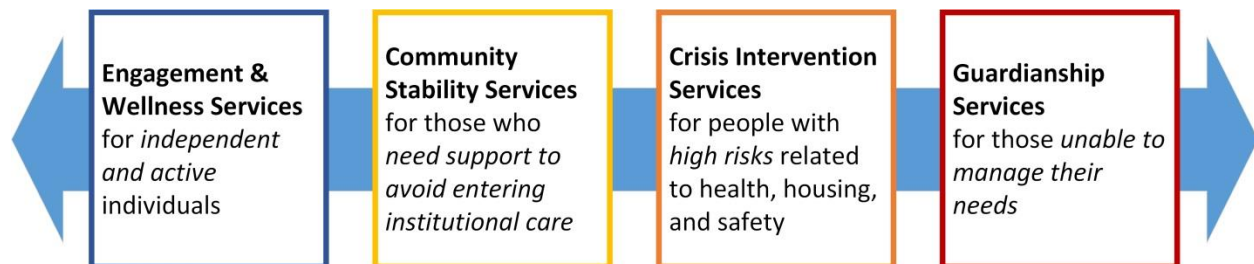 Engagement &
Wellness Services
for independent
and active
individuals
Community
Stability Services
for those who
need support to
avoid entering
institutional care
Crisis Intervention
Services
for people with
high risks related
to health, housing,
and safety
Guardianship
Services
for those unable to
manage their
needs